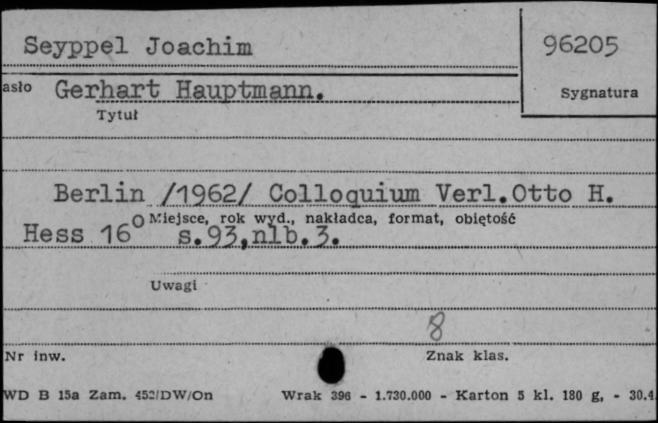 Seyppel Joachim
96205
asło Gerhart Hauptmann.
Sygnatura
Tytuł
Berlin /1962/ Colloquium Verl.Otto H.
Miejsce, rok wyd., nakładca, format, objętość
Hess 16° s.93,nlb.3.
Uwagi
8
Nr inw.
Znak klas.
WD B 15a Zam. 452/DW/On Wrak 396 - 1.730.000 - Karton 5 kl. 180 g, - 30.4